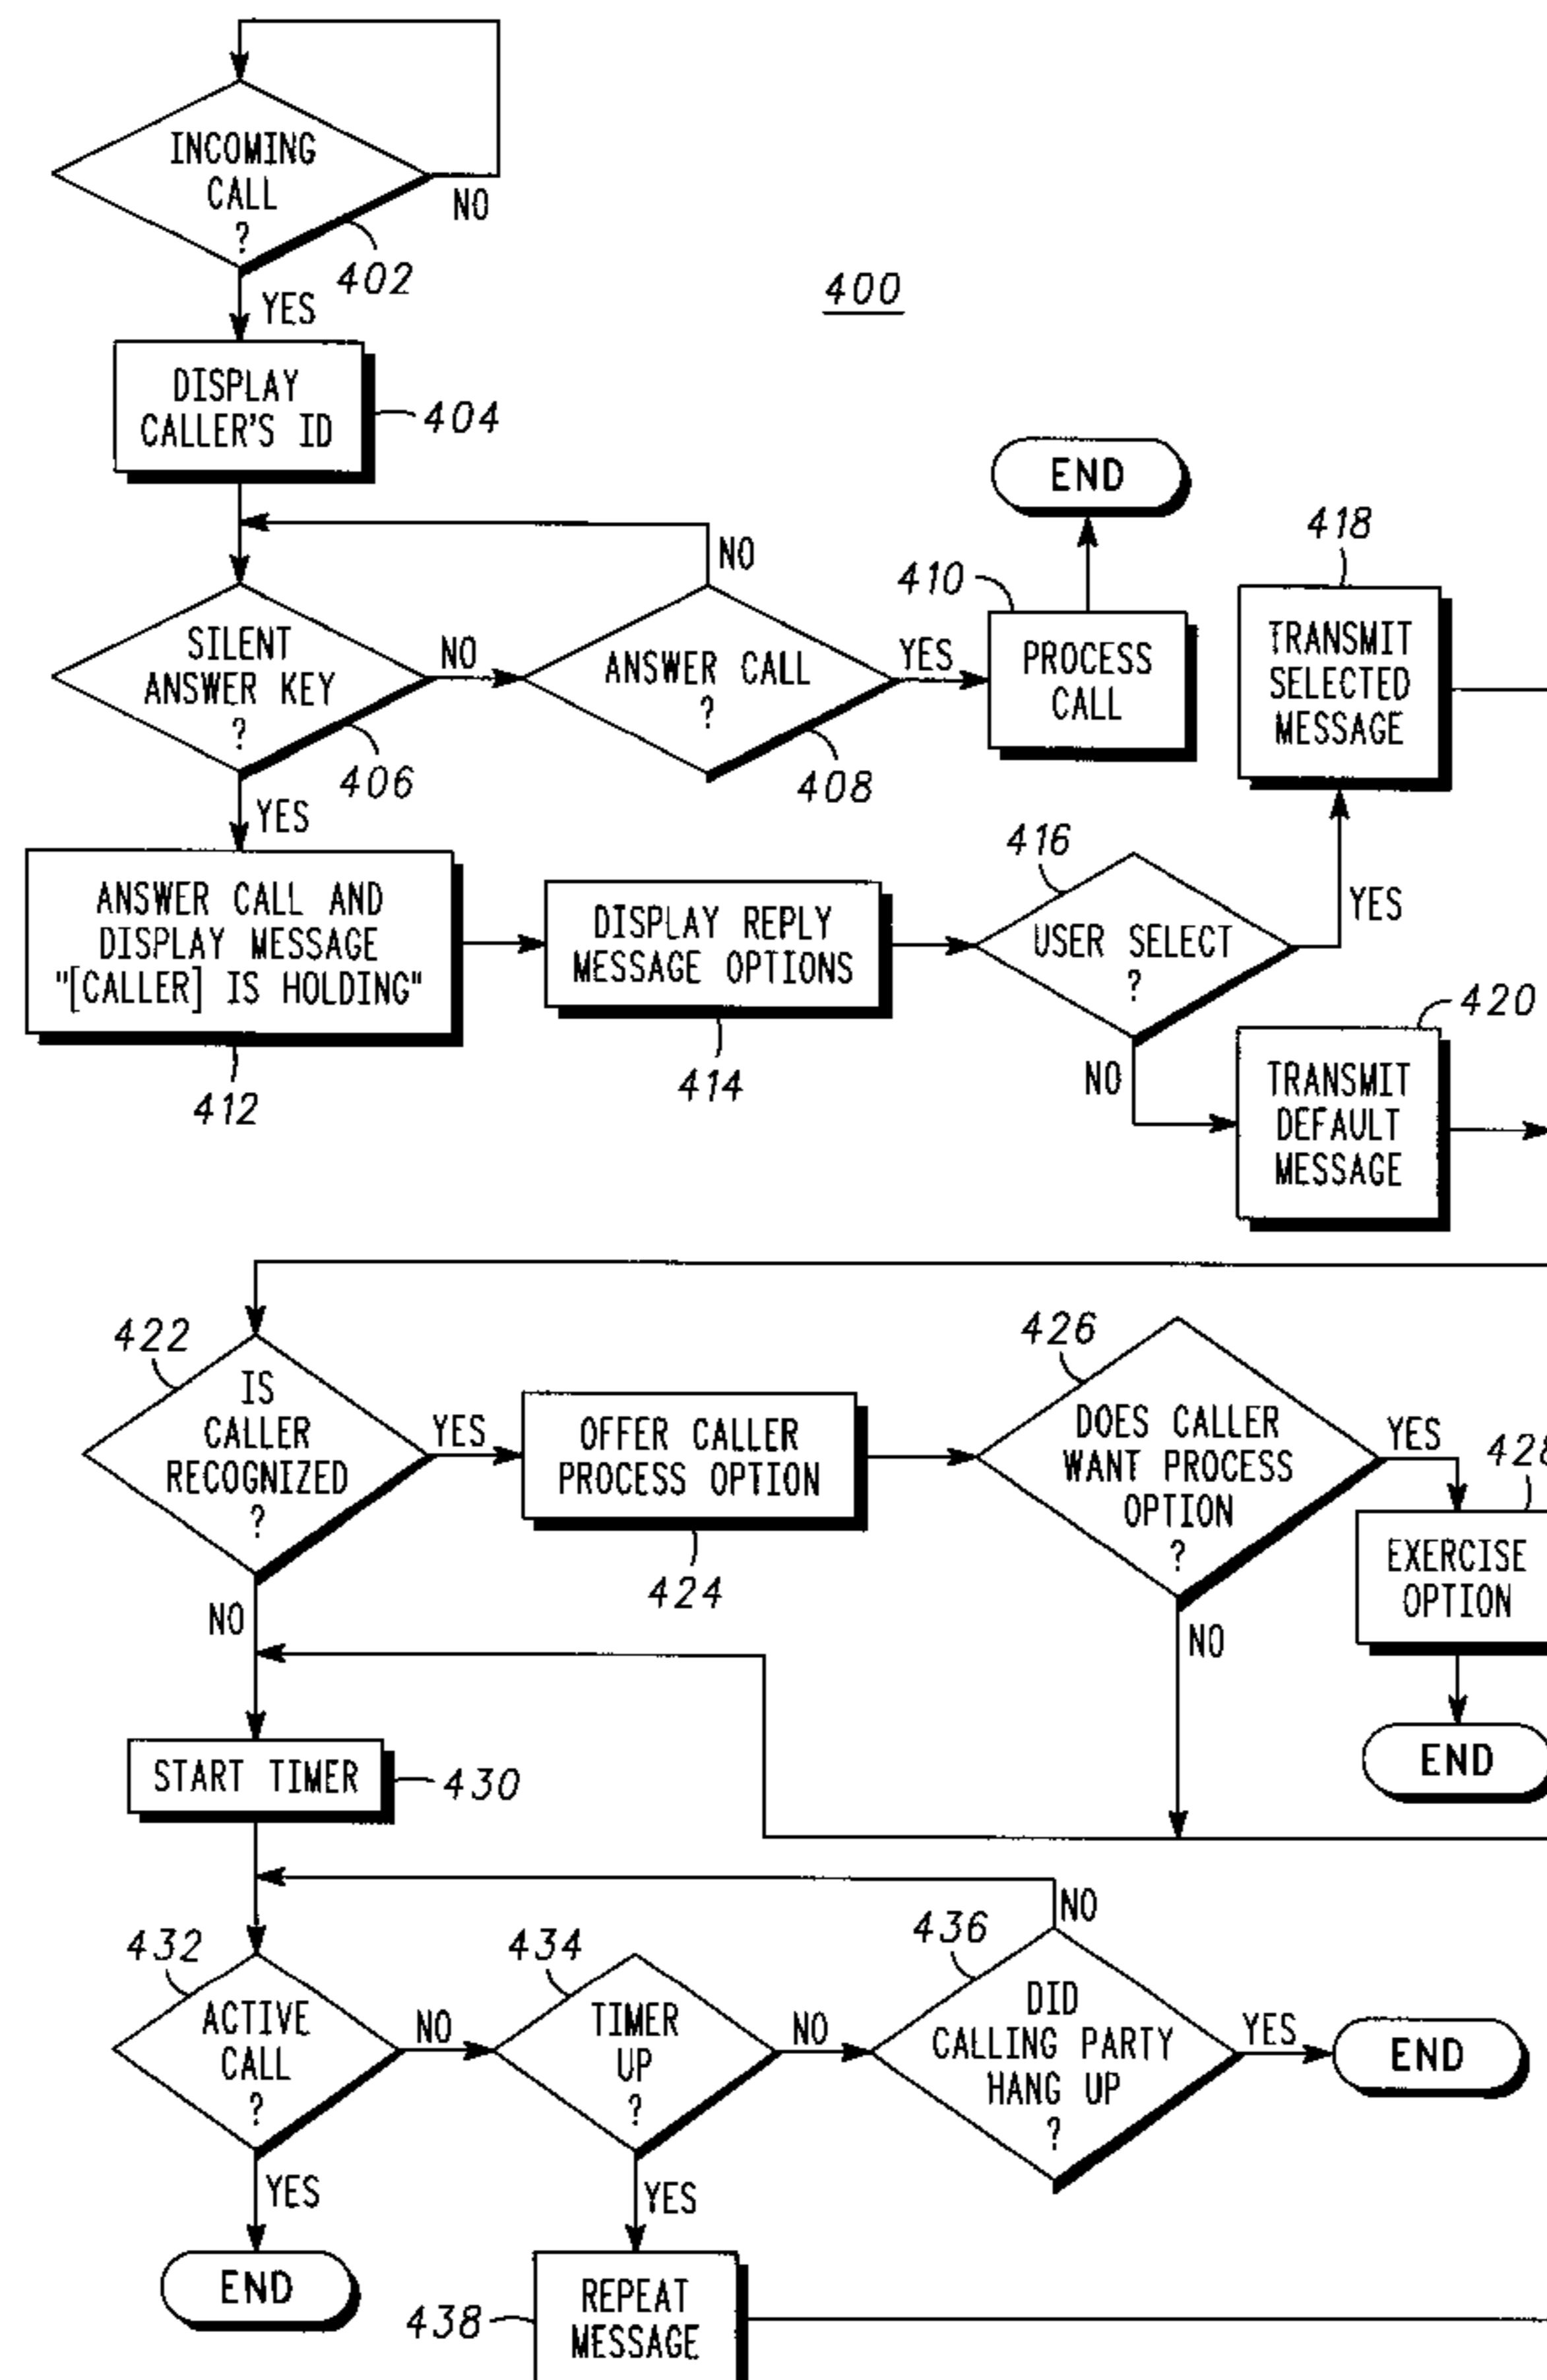 INCOMING
CALL
?
NO
402
YES
400
DISPLAY
CALLER'S ID
404
END
NO
418
410
SILENT
ANSWER KEY
?
NO
ANSWER CALL
?
YES
PROCESS
CALL
TRANSMIT
SELECTED
MESSAGE
406
408
YES
416
YES
ANSWER CALL AND
DISPLAY MESSAGE
"[CALLER] IS HOLDING"
DISPLAY REPLY
MESSAGE OPTIONS
USER SELECT
?
420
412
414
NO
TRANSMIT
DEFAULT
MESSAGE
422
426
IS
CALLER
RECOGNIZED
?
YES
OFFER CALLER
PROCESS OPTION
DOES CALLER
WANT PROCESS
OPTION
?
YES
428
424
EXERCISE
OPTION
NO
NO
END
START TIMER
430
NO
432
434
436
ACTIVE
CALL
?
NO
TIMER
UP
?
NO
DID
CALLING PARTY
HANG UP
?
YES
END
YES
YES
END
REPEAT
MESSAGE
438